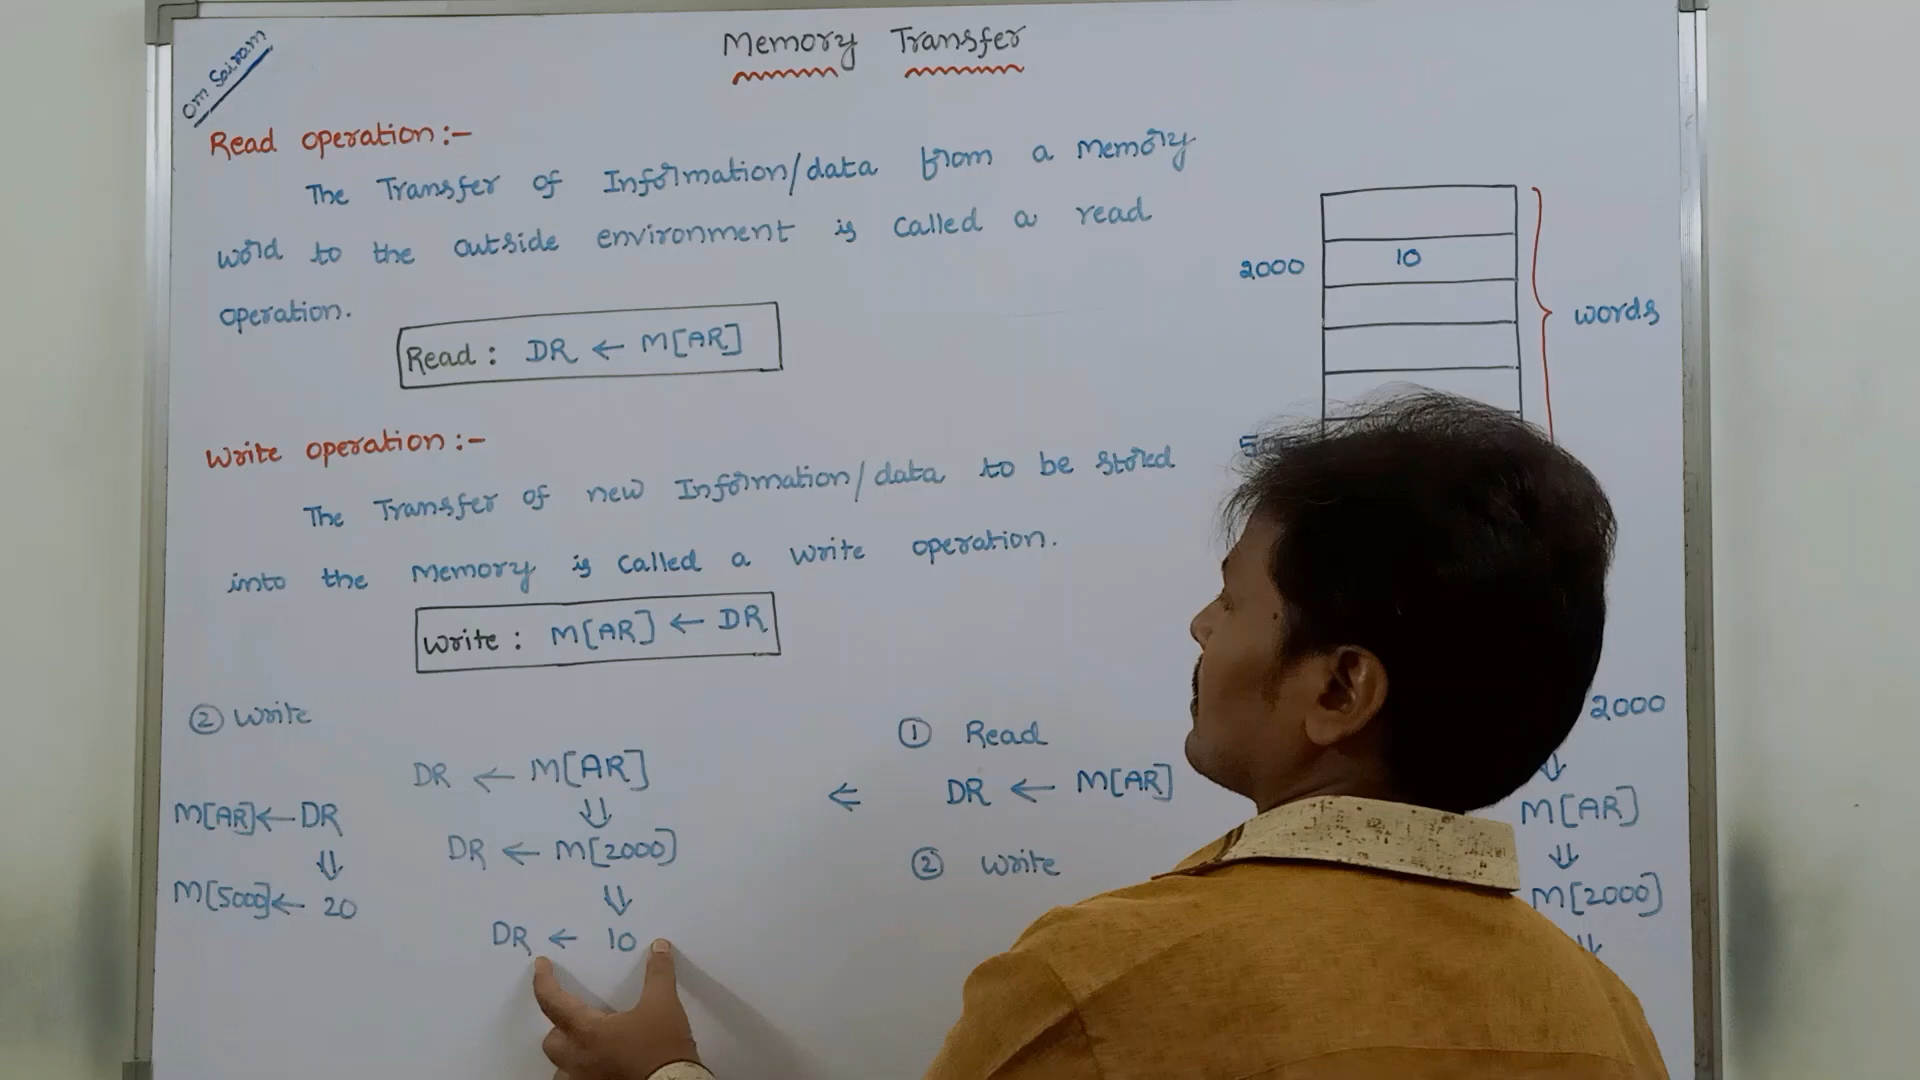 Om Sairam
Memory Transfer
Read operation :-
The Transfer of Information/data from a memory
word to the outside environment is called a read
operation.
Read : DR ← M[AR]
Write operation :-
The Transfer of new Information/data to be stored
into the Memory is called a write operation.
Write : M[AR] ← DR
② Write
M[AR] ← DR
⇓
M[5000] ← 20
DR ← M[AR]
⇓
DR ← M[2000]
⇓
DR ← 10
⇐
① Read
DR ← M[AR]
② Write
2000
10
words
2000
⇓
M[AR]
⇓
M[2000]
⇓